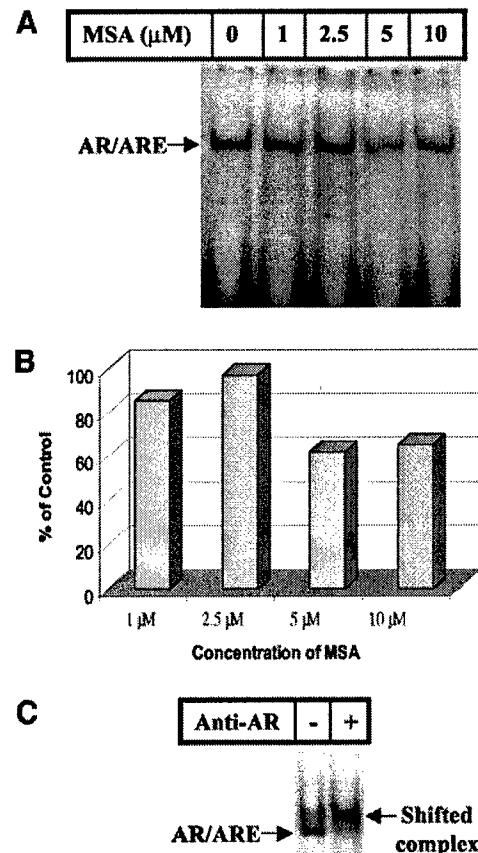 A
MSA (µM) 0 1 2.5 5 10
AR/ARE
B
100
80
60
40
20
0
% of Control
1 µM 2.5 µM 5 µM 10 µM
Concentration of MSA
C
Anti-AR - +
AR/ARE
Shifted
complex